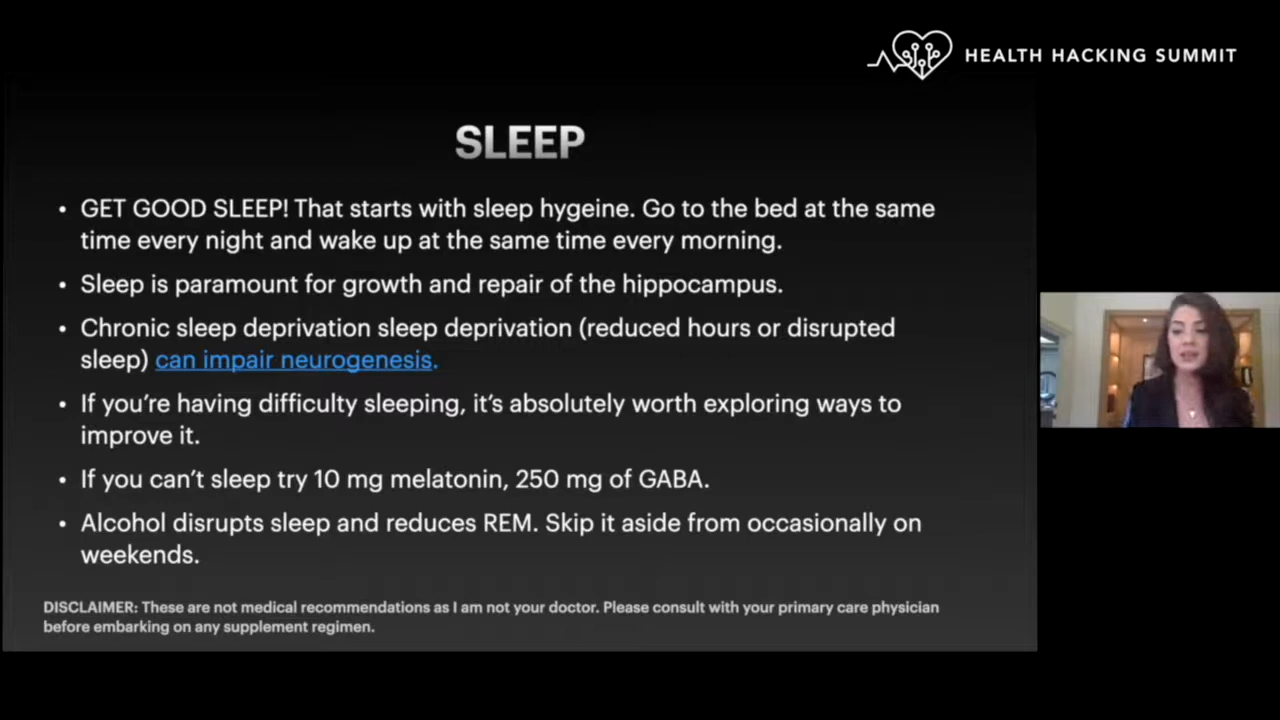 HEALTH HACKING SUMMIT
SLEEP
• GET GOOD SLEEP! That starts with sleep hygeine. Go to the bed at the same
time every night and wake up at the same time every morning.
• Sleep is paramount for growth and repair of the hippocampus.
• Chronic sleep deprivation sleep deprivation (reduced hours or disrupted
sleep) can impair neurogenesis.
• If you're having difficulty sleeping, it's absolutely worth exploring ways to
improve it.
• If you can't sleep try 10 mg melatonin, 250 mg of GABA.
• Alcohol disrupts sleep and reduces REM. Skip it aside from occasionally on
weekends.
DISCLAIMER: These are not medical recommendations as I am not your doctor. Please consult with your primary care physician
before embarking on any supplement regimen.